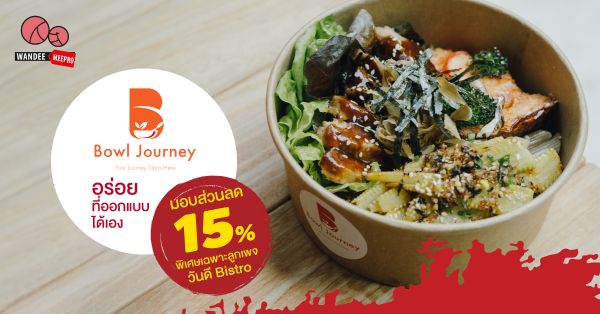 WANDEE MEEPRO
Bowl Journey
Your Journey Starts Here
อร่อย
ที่ออกแบบ
ได้เอง
มอบส่วนลด
15%
พิเศษเฉพาะลูกเพจ
วันดี Bistro
Bowl Journey